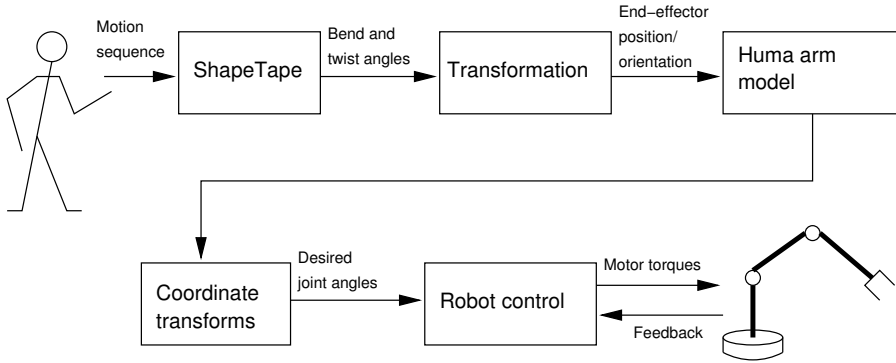 Motion
sequence
ShapeTape
Bend and
twist angles
Transformation
End-effector
position/
orientation
Huma arm
model
Coordinate
transforms
Desired
joint angles
Robot control
Motor torques
Feedback